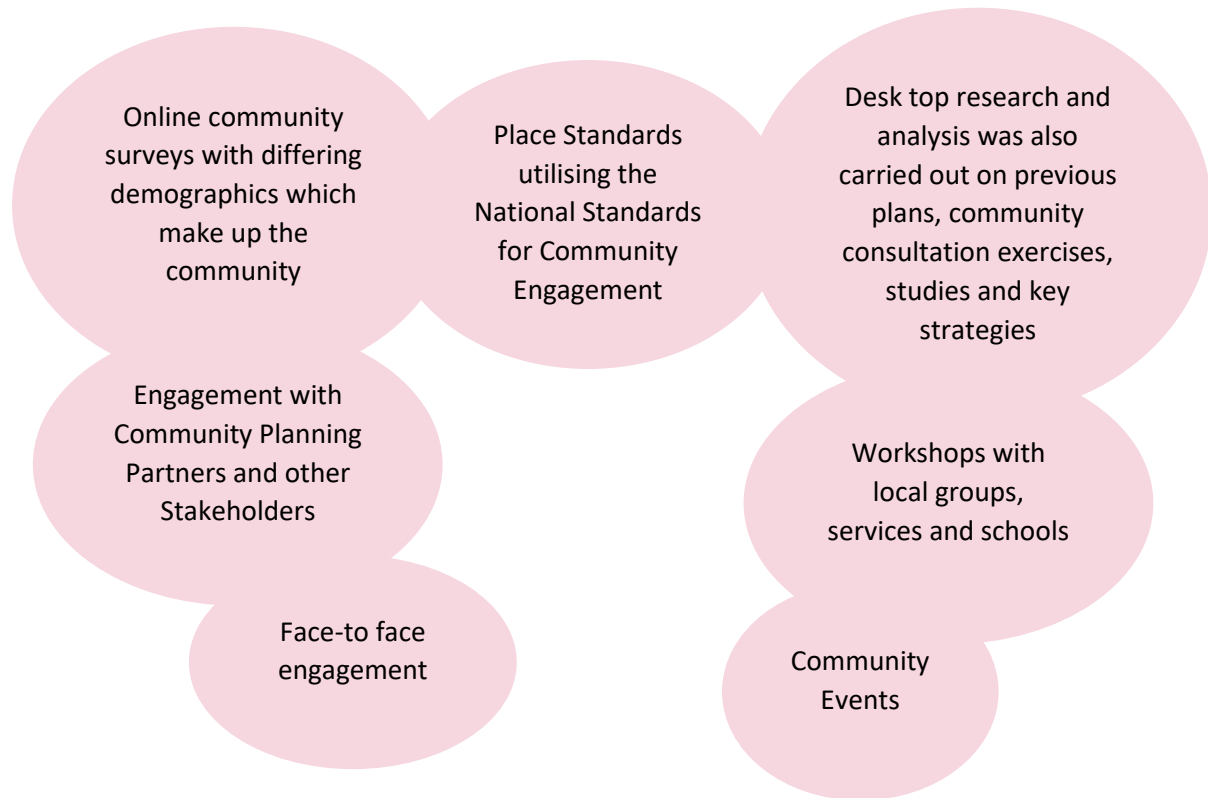 Online community
surveys with differing
demographics which
make up the
community
Place Standards
utilising the
National Standards
for Community
Engagement
Desk top research and
analysis was also
carried out on previous
plans, community
consultation exercises,
studies and key
strategies
Engagement with
Community Planning
Partners and other
Stakeholders
Workshops with
local groups,
services and schools
Face-to face
engagement
Community
Events